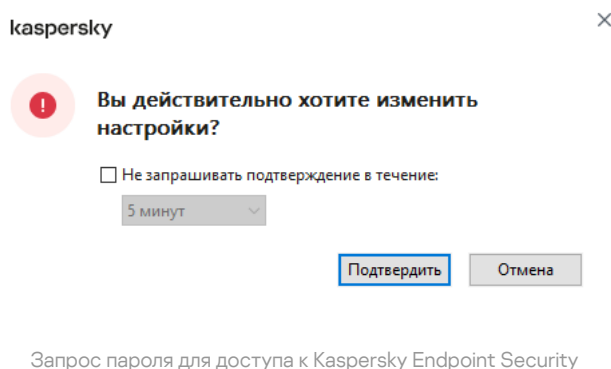 kaspersky
Вы действительно хотите изменить
настройки?
Не запрашивать подтверждение в течение:
5 минут
Подтвердить Отмена
Запрос пароля для доступа к Kaspersky Endpoint Security